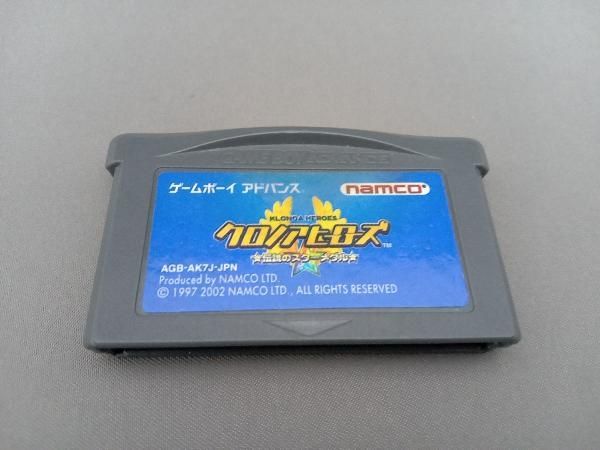 GAME BOY ADVANCE
ゲームボーイ アドバンス
namco
KLONOA HEROES
クロノアヒーローズ™
☆伝説のスターメダル☆
AGB-AK7J-JPN
Produced by NAMCO LTD.
© 1997 2002 NAMCO LTD., ALL RIGHTS RESERVED